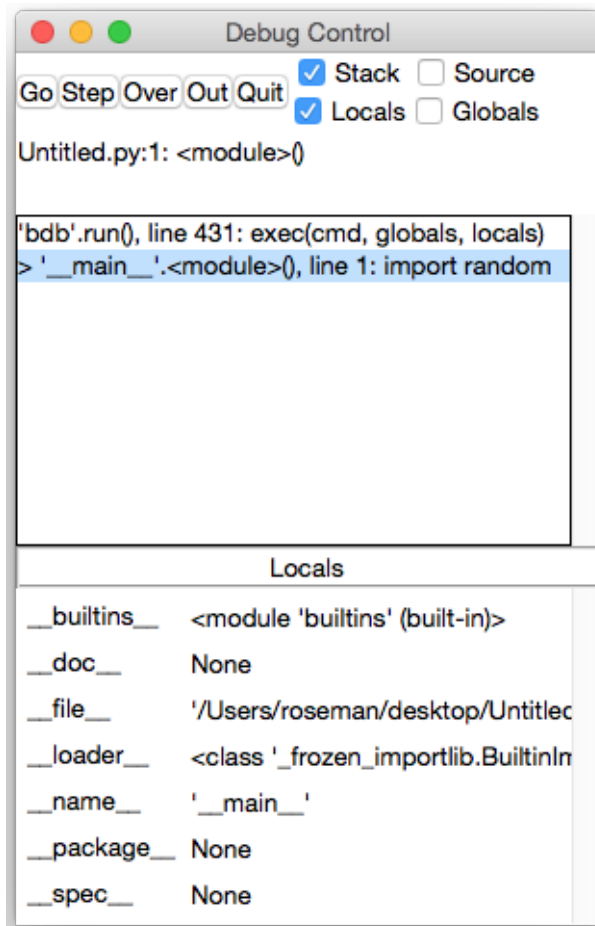 Debug Control
Go Step Over Out Quit
Stack Source
Locals Globals
Untitled.py:1: <module>()
'bdb'.run(), line 431: exec(cmd, globals, locals)
> '__main__'.<module>(), line 1: import random
Locals
__builtins__ <module 'builtins' (built-in)>
__doc__ None
__file__ '/Users/roseman/desktop/Untitled
__loader__ <class '_frozen_importlib.BuiltinIm
__name__ '__main__'
__package__ None
__spec__ None